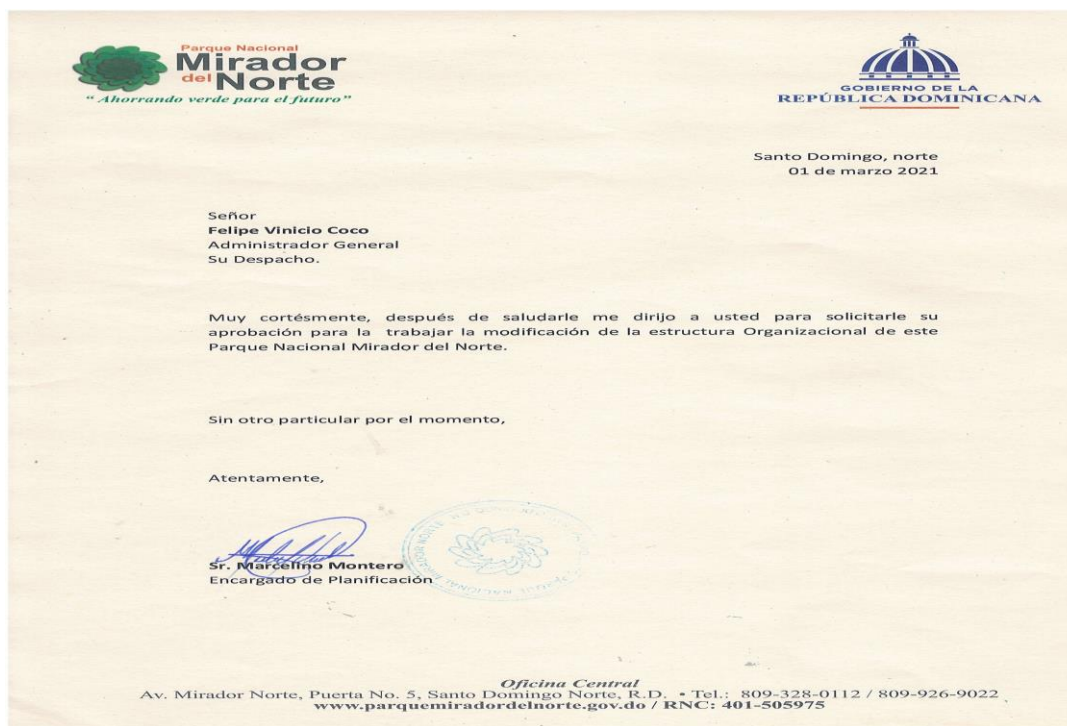 Parque Nacional
Mirador
del Norte
“ Ahorrando verde para el futuro”
GOBIERNO DE LA
REPÚBLICA DOMINICANA
Santo Domingo, norte
01 de marzo 2021
Señor
Felipe Vinicio Coco
Administrador General
Su Despacho.
Muy cortésmente, después de saludarle me dirijo a usted para solicitarle su
aprobación para la trabajar la modificación de la estructura Organizacional de este
Parque Nacional Mirador del Norte.
Sin otro particular por el momento,
Atentamente,
Sr. Marcelino Montero
Encargado de Planificación
Oficina Central
Av. Mirador Norte, Puerta No. 5, Santo Domingo Norte, R.D. • Tel.: 809-328-0112 / 809-926-9022
www.parquemiradordelnorte.gov.do / RNC: 401-505975